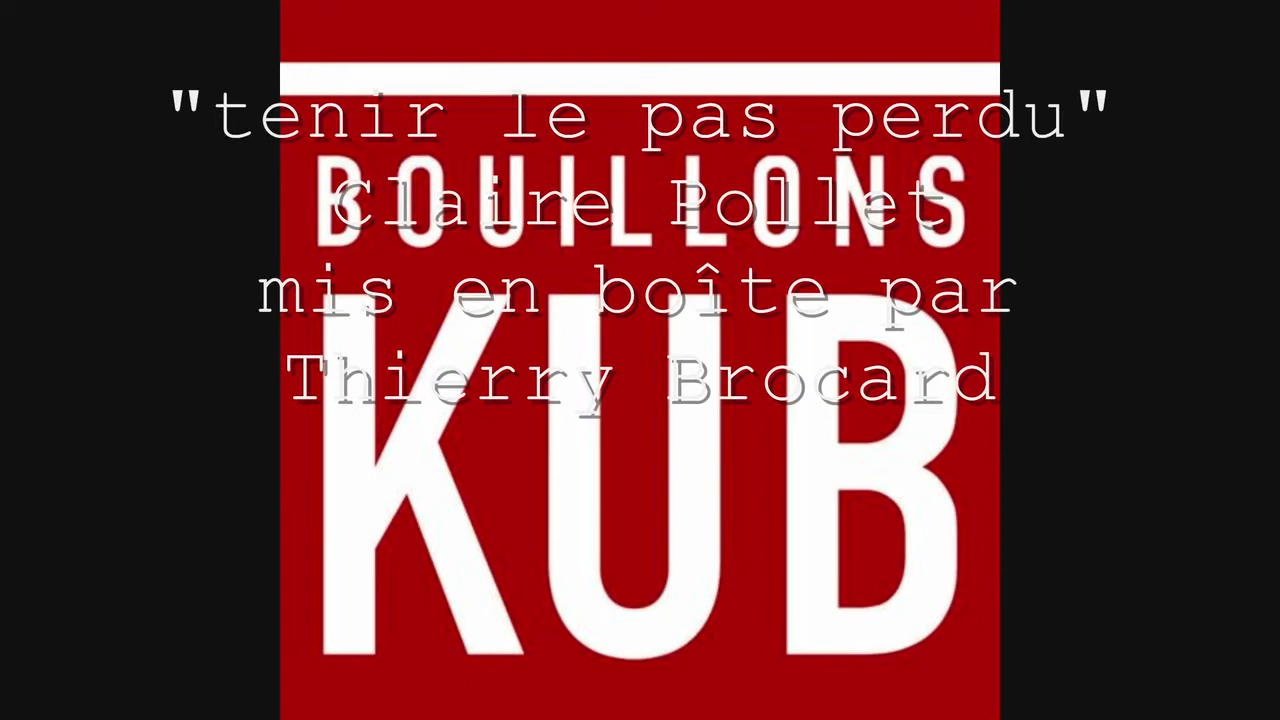 "tenir le pas perdu"
BOUILLONS
Claire Pollet
mis en boîte par
KUB
Thierry Brocard